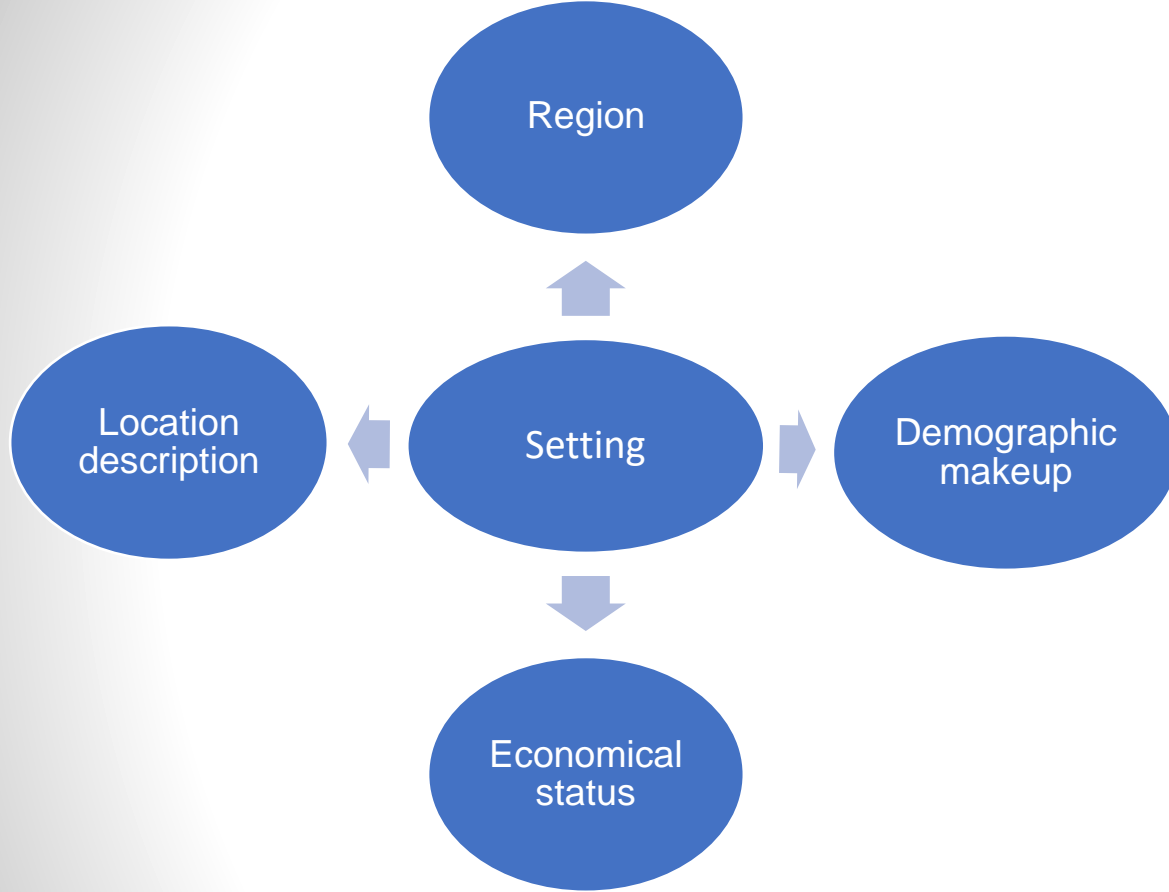 Region
Location
description
Setting
Demographic
makeup
Economical
status